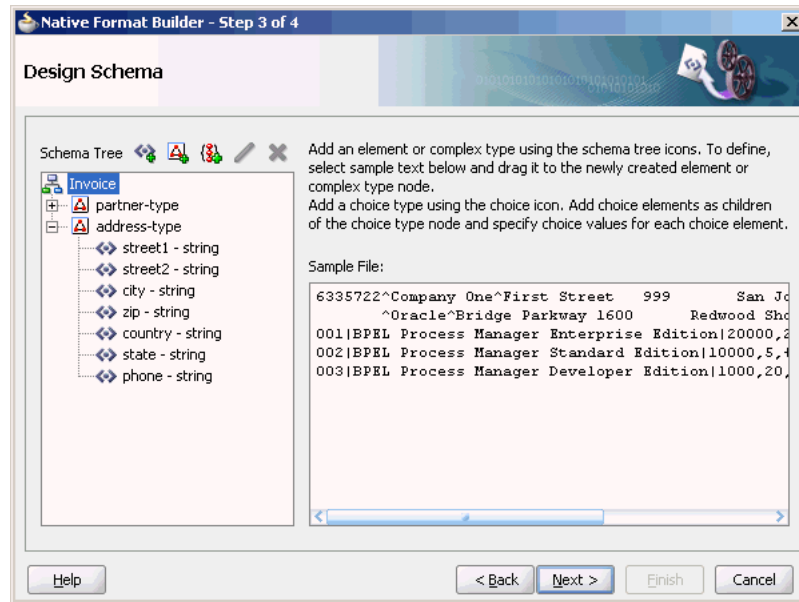 Native Format Builder - Step 3 of 4
Design Schema
Schema Tree
Invoice
partner-type
address-type
street1 - string
street2 - string
city - string
zip - string
country - string
state - string
phone - string
Add an element or complex type using the schema tree icons. To define,
select sample text below and drag it to the newly created element or
complex type node.
Add a choice type using the choice icon. Add choice elements as children
of the choice type node and specify choice values for each choice element.
Sample File:
6335722^Company One^First Street 999 San Jo
^Oracle^Bridge Parkway 1600 Redwood Sho
001|BPEL Process Manager Enterprise Edition|20000,2
002|BPEL Process Manager Standard Edition|10000,5,
003|BPEL Process Manager Developer Edition|1000,20,
Help
< Back
Next >
Finish
Cancel